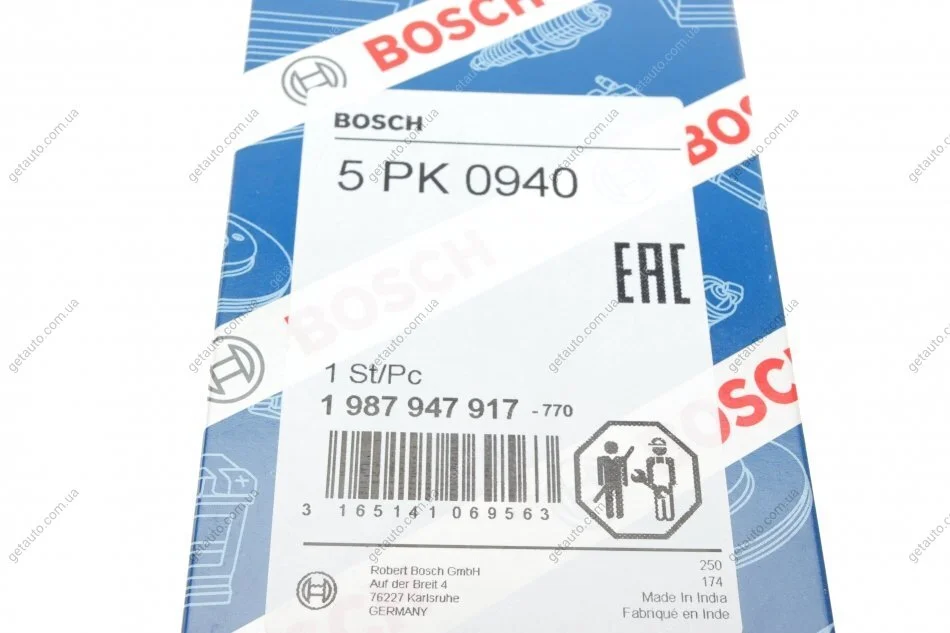 BOSCH
BOSCH
5 PK 0940
BOSCH
EAC
BOSCH
1 St/Pc
1 987 947 917 - 770
BOSCH
3 165141 069563
Robert Bosch GmbH
Auf der Breit 4
76227 Karlsruhe
GERMANY
250
174
Made In India
Fabriqué en Inde
getauto.com.ua